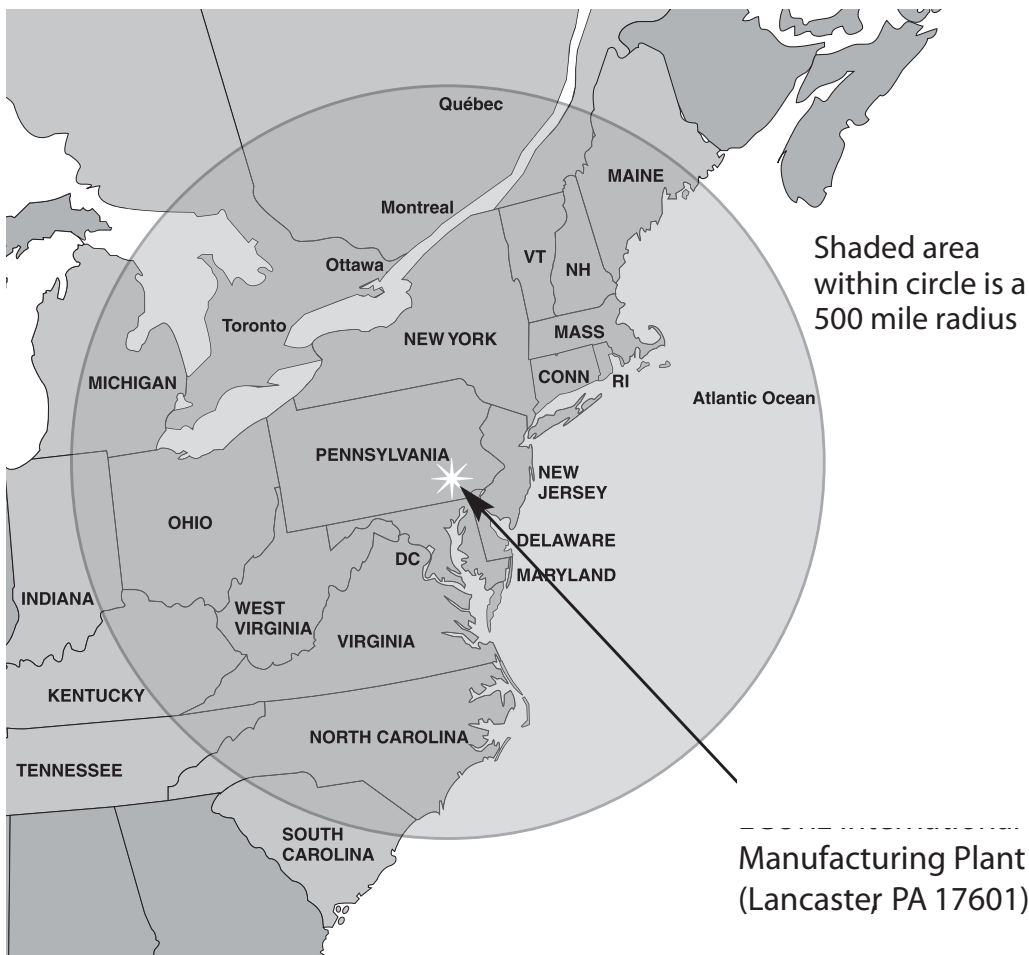 Québec
MAINE
Montreal
VT
NH
Ottawa
Shaded area
within circle is a
500 mile radius
Toronto
NEW YORK
MASS
MICHIGAN
CONN
RI
Atlantic Ocean
PENNSYLVANIA
NEW
JERSEY
OHIO
DELAWARE
DC
MARYLAND
INDIANA
WEST
VIRGINIA
VIRGINIA
KENTUCKY
NORTH CAROLINA
TENNESSEE
SOUTH
CAROLINA
International
Manufacturing Plant
(Lancaster, PA 17601)